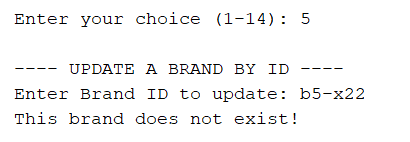 Enter your choice (1-14): 5
---- UPDATE A BRAND BY ID ----
Enter Brand ID to update: b5-x22
This brand does not exist!